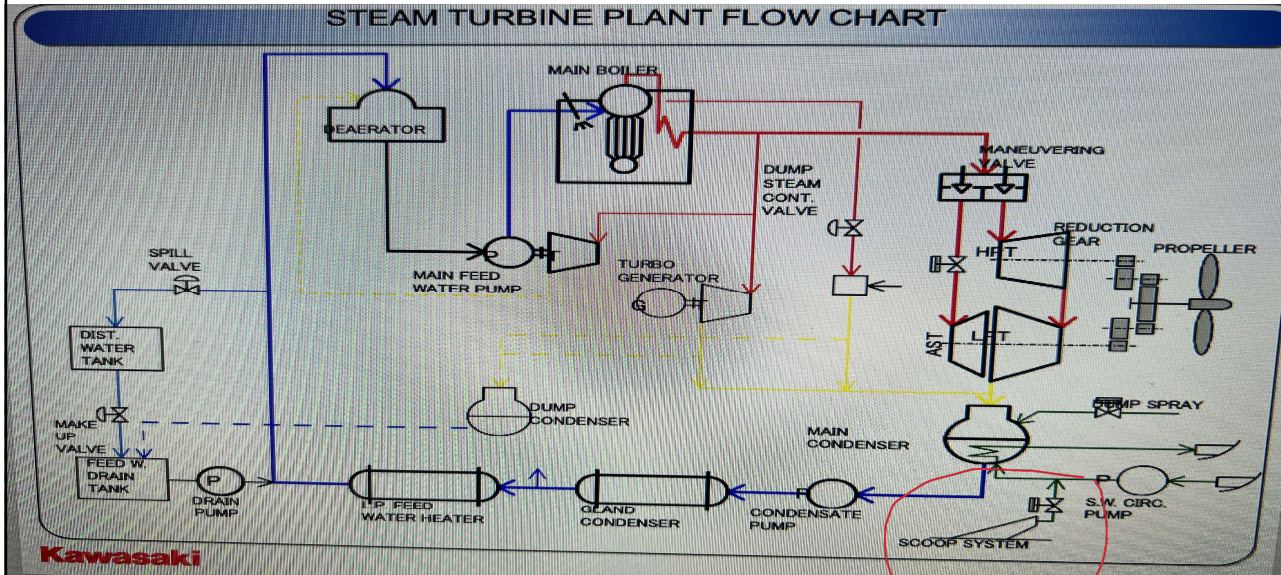 STEAM TURBINE PLANT FLOW CHART
MAIN BOILER
DEAERATOR
DUMP
STEAM
CONT.
VALVE
MANEUVERING
VALVE
REDUCTION
GEAR
PROPELLER
HPT
SPILL
VALVE
P
MAIN FEED
WATER PUMP
TURBO
GENERATOR
G
DIST.
WATER
TANK
AST
LPT
MAKE
UP
VALVE
DUMP
CONDENSER
MAIN
CONDENSER
DUMP SPRAY
FEED W.
DRAIN
TANK
P
DRAIN
PUMP
L.P. FEED
WATER HEATER
GLAND
CONDENSER
P
CONDENSATE
PUMP
P
S.W. CIRC.
PUMP
SCOOP SYSTEM
Kawasaki